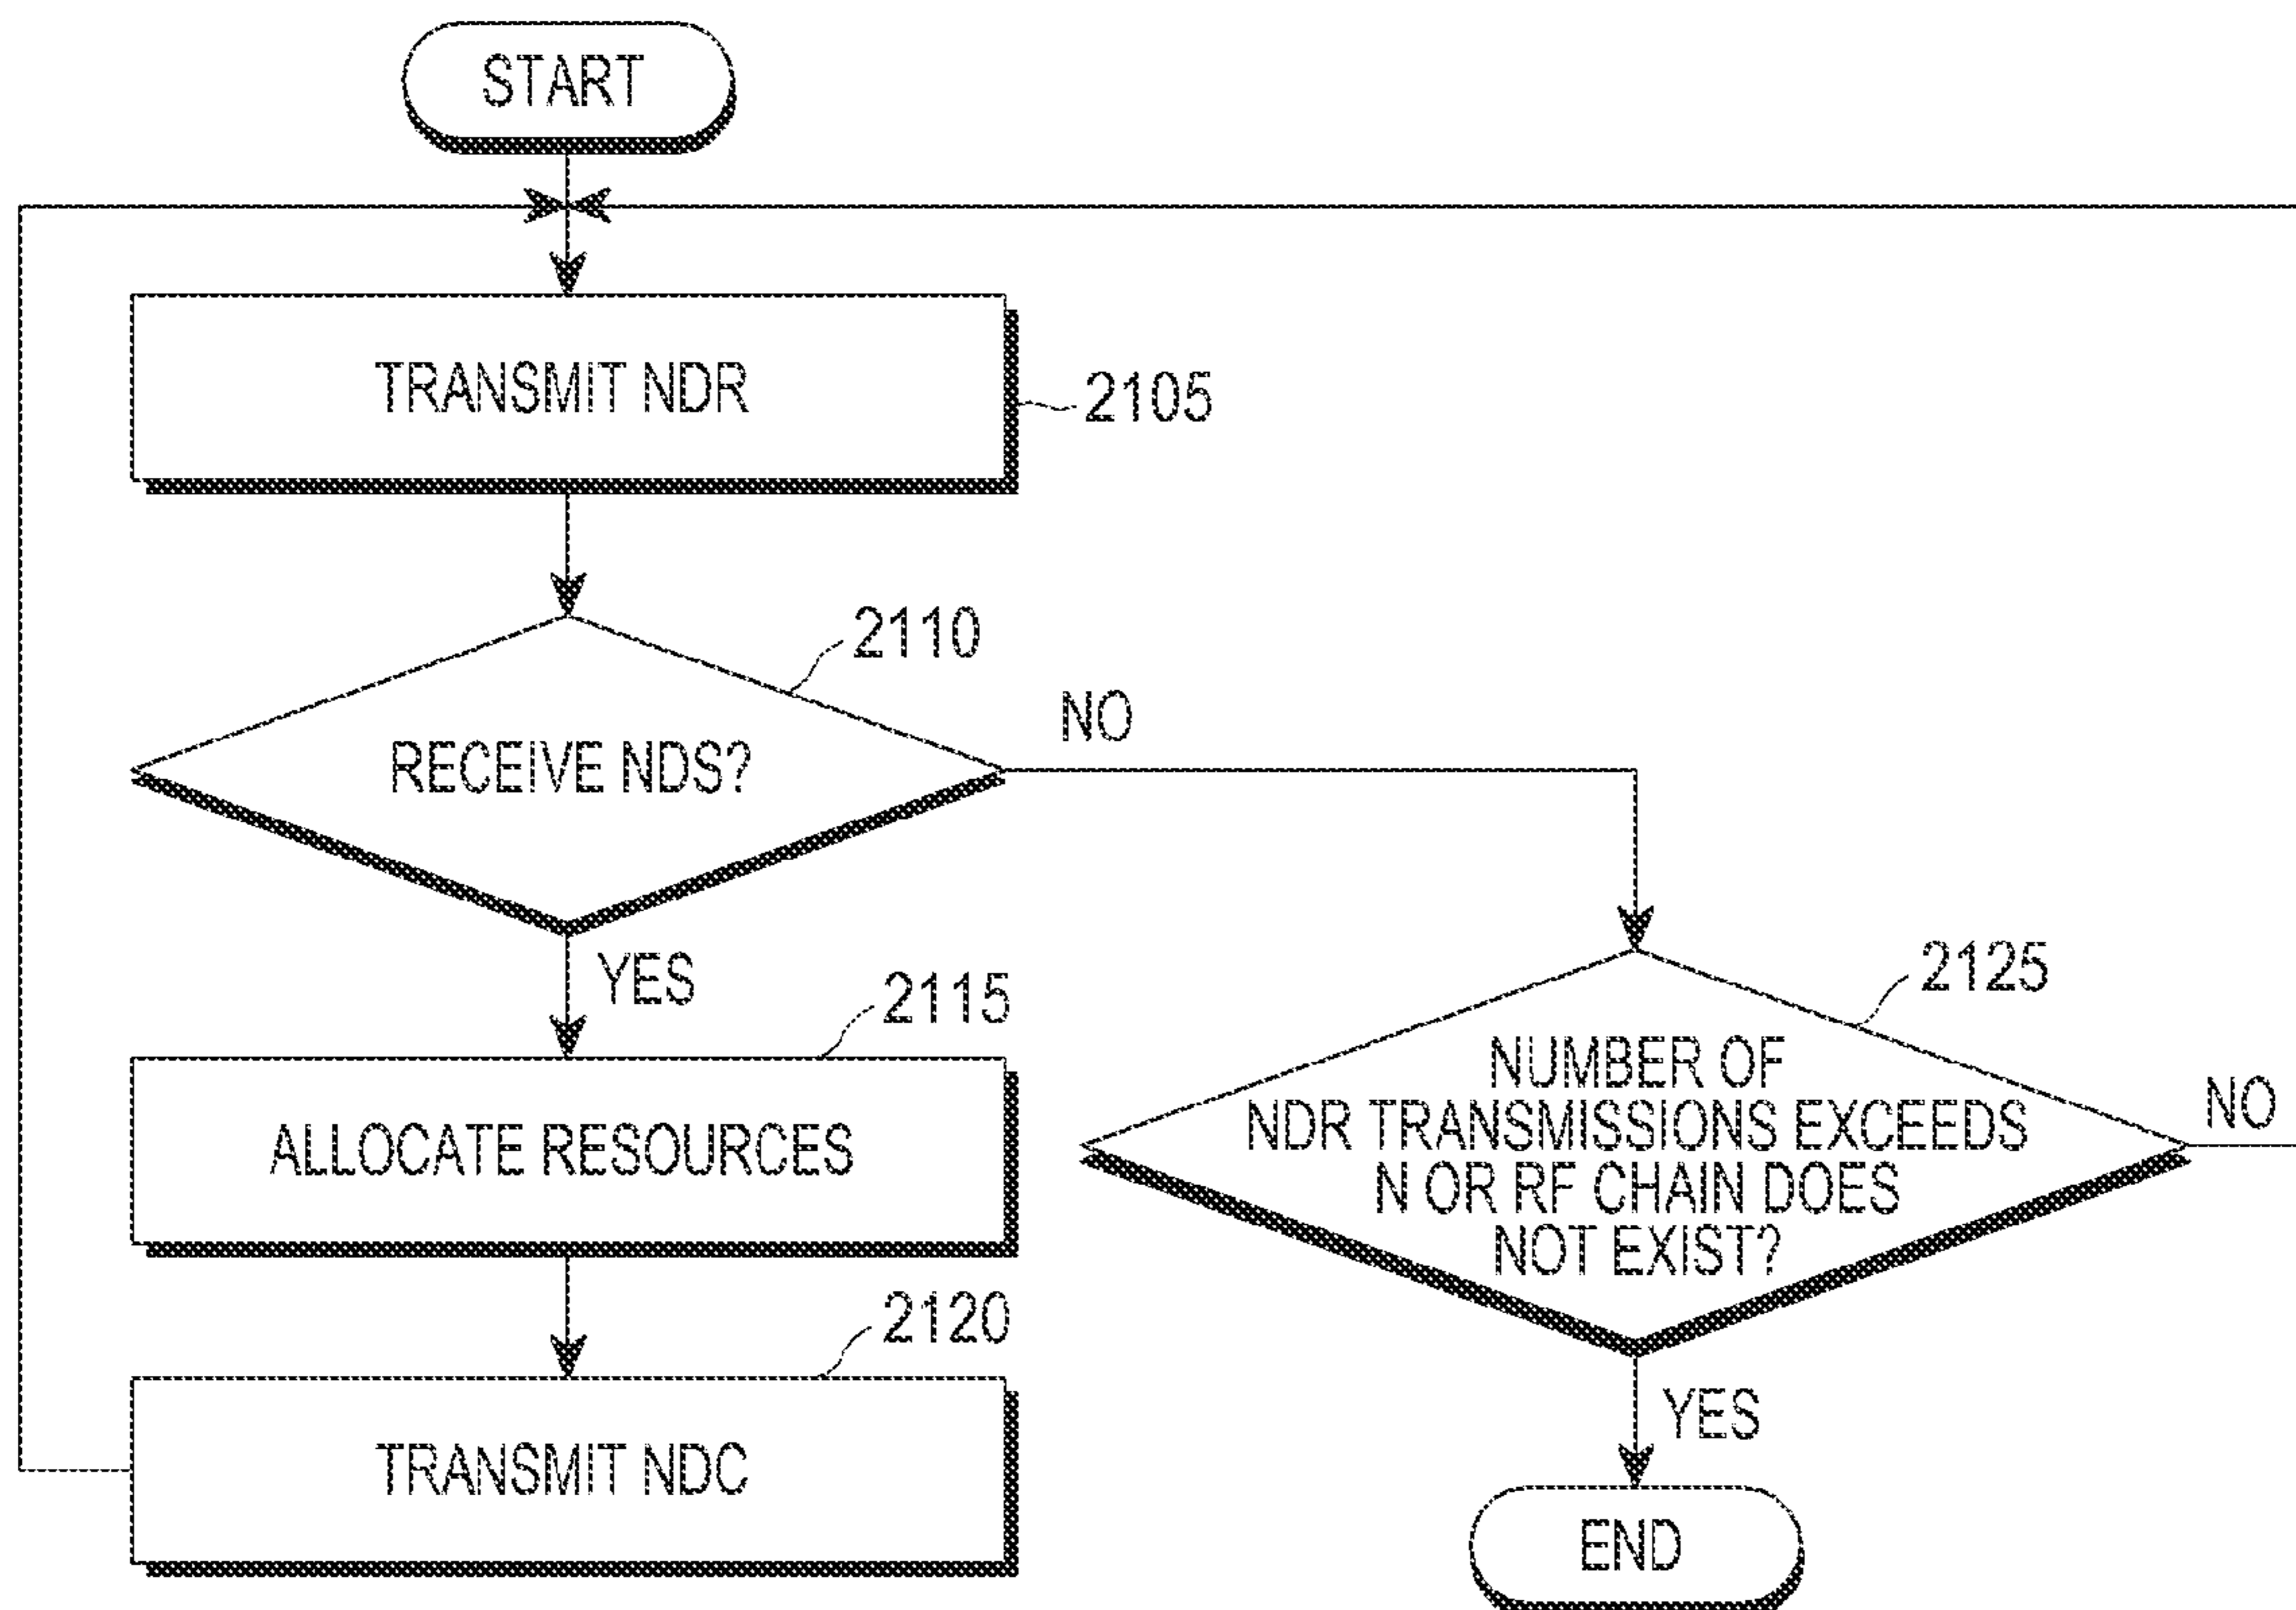 START
TRANSMIT NDR
2105
2110
RECEIVE NDS?
NO
YES
2115
ALLOCATE RESOURCES
2120
TRANSMIT NDC
2125
NUMBER OF
NDR TRANSMISSIONS EXCEEDS
N OR RF CHAIN DOES
NOT EXIST?
NO
YES
END